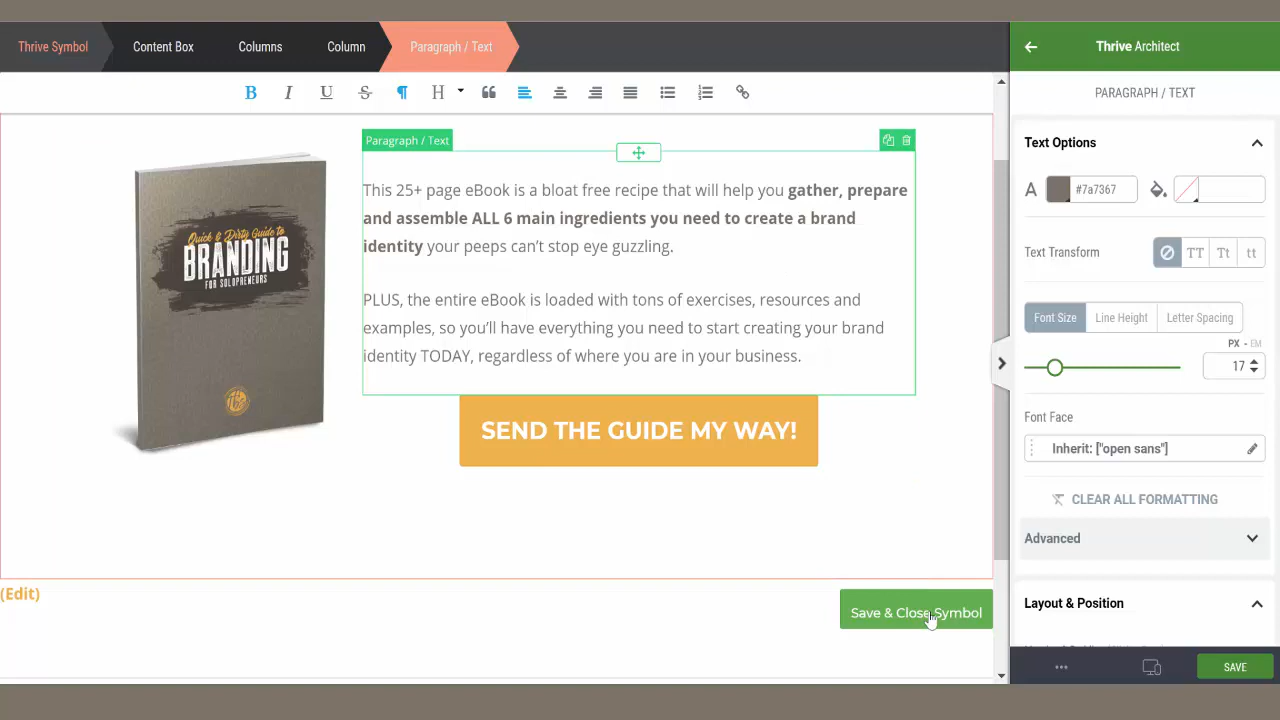 Thrive Symbol
Content Box
Columns
Column
Paragraph / Text
Thrive Architect
B I U S ¶ H
PARAGRAPH / TEXT
Paragraph / Text
This 25+ page eBook is a bloat free recipe that will help you gather, prepare
and assemble ALL 6 main ingredients you need to create a brand
identity your peeps can't stop eye guzzling.
PLUS, the entire eBook is loaded with tons of exercises, resources and
examples, so you'll have everything you need to start creating your brand
identity TODAY, regardless of where you are in your business.
Quick & Dirty Guide to
BRANDING
FOR SOLOPRENEURS
SEND THE GUIDE MY WAY!
(Edit)
Save & Close Symbol
Text Options
A #7a7367
Text Transform
TT Tt tt
Font Size
Line Height
Letter Spacing
PX - EM
17
Font Face
Inherit: ["open sans"]
CLEAR ALL FORMATTING
Advanced
Layout & Position
SAVE